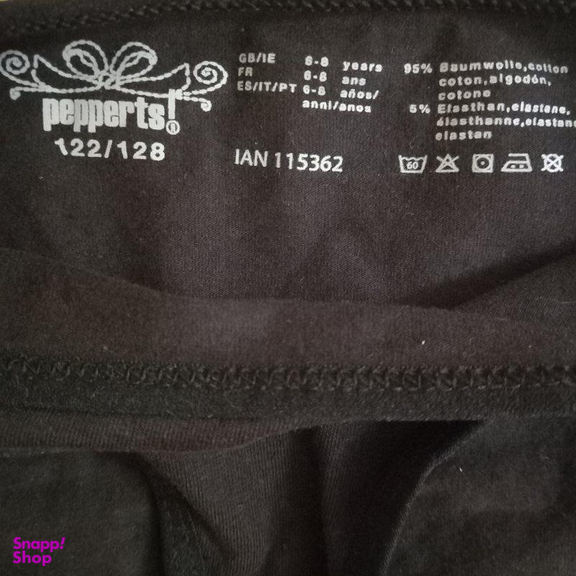 pepperts!®
122/128
GB/IE 6-8 years
FR 6-8 ans
ES/IT/PT 6-8 años/
anni/anos
IAN 115362
95% Baumwolle,cotton
coton,algodón,
cotone
5% Elasthan,elastane,
élasthanne,elastano
elastan
60
Snapp!
Shop